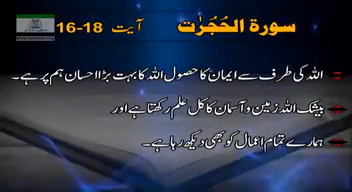 سورة الحُجُرٰت آیت 18-16
اللہ کی طرف سے ایمان کا حصول اللہ کا بہت بڑا احسان ہم پر ہے۔
بیشک اللہ زمین و آسمان کا کل علم رکھتا ہے اور
ہمارے تمام اعمال کو بھی دیکھ رہا ہے۔